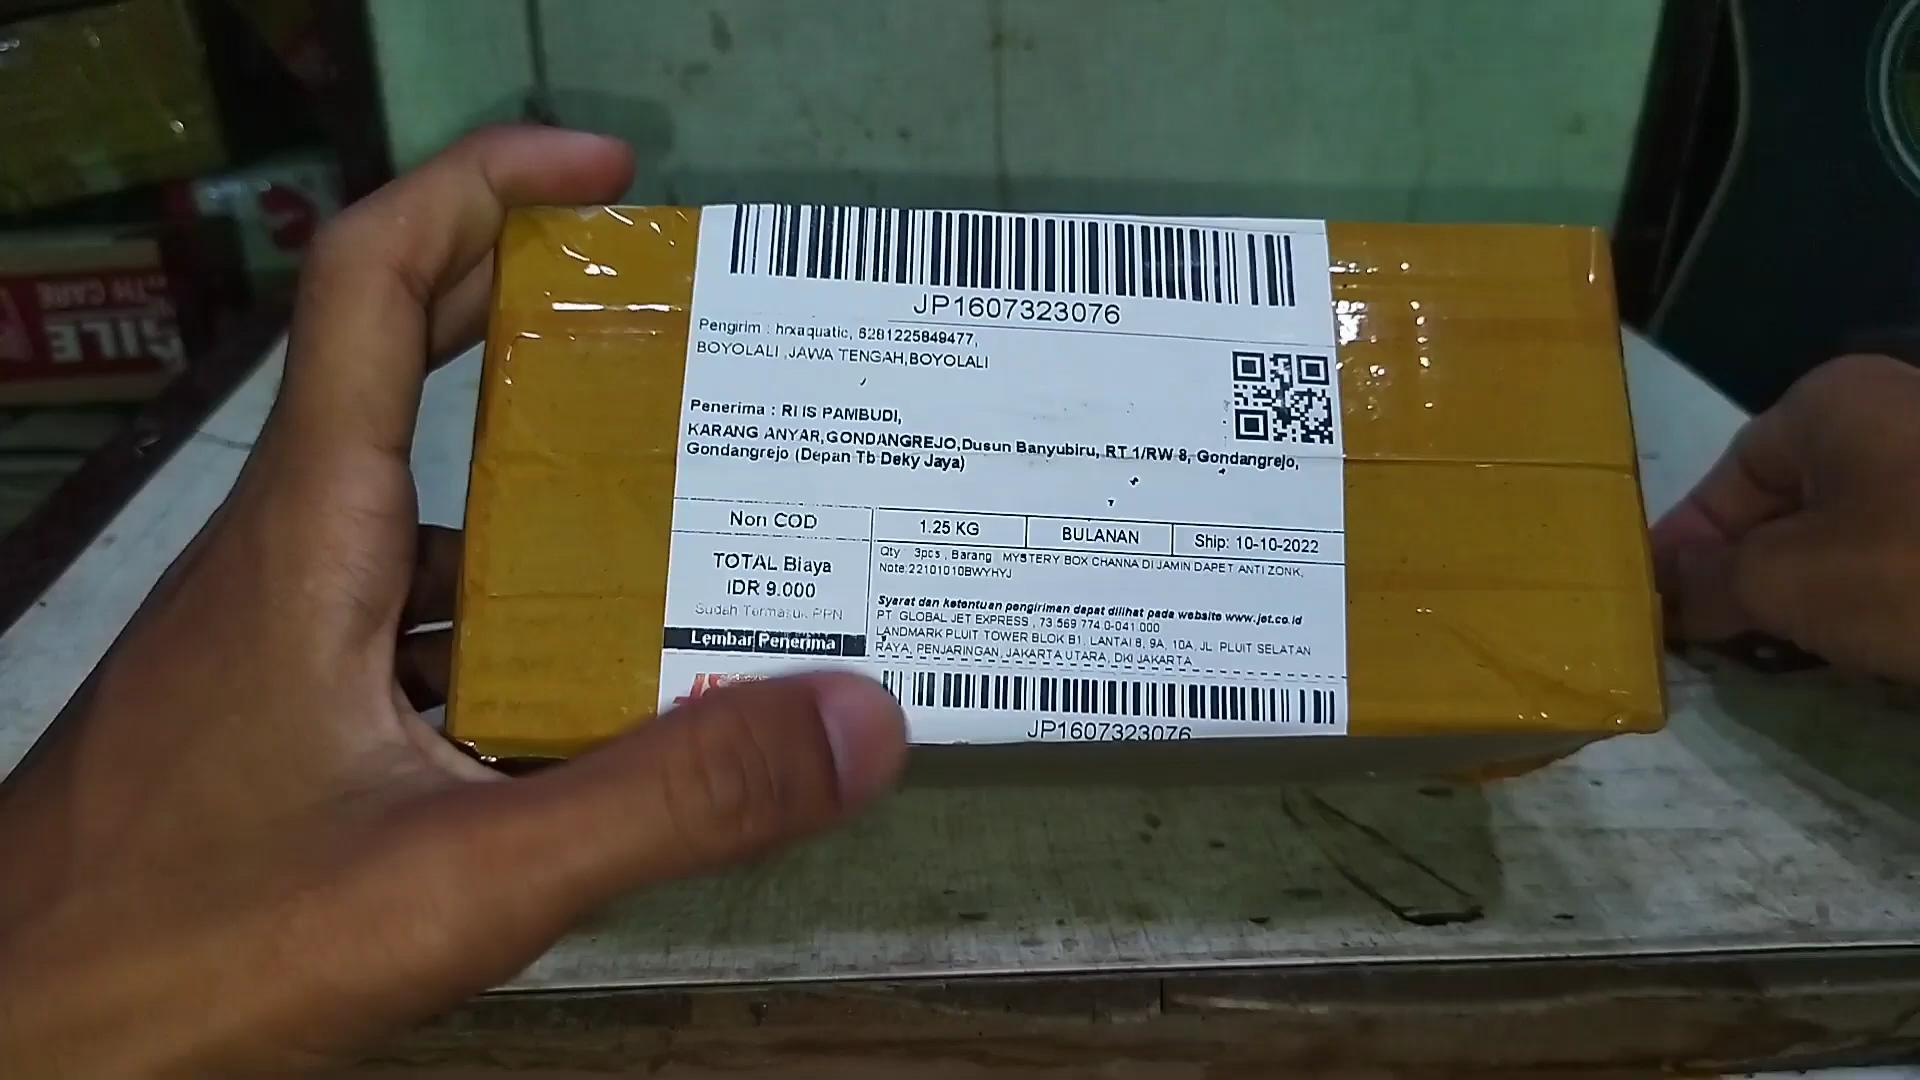 JP1607323076
Pengirim : hrxaquatic, 6281225849477,
BOYOLALI ,JAWA TENGAH,BOYOLALI
Penerima : RIIS PAMBUDI,
KARANG ANYAR,GONDANGREJO,Dusun Banyubiru, RT 1/RW 8, Gondangrejo,
Gondangrejo (Depan Tb Deky Jaya)
Non COD
1.25 KG
BULANAN
Ship: 10-10-2022
TOTAL Biaya
IDR 9.000
Sudah Termasuk PPN
Lembar Penerima
Qty 3pcs , Barang MYSTERY BOX CHANNA DI JAMIN DAPET ANTI ZONK,
Note:22101010BWYHYJ
Syarat dan ketentuan pengiriman dapat dilihat pada website www.jet.co.id
PT. GLOBAL JET EXPRESS , 73.569.774.0-041.000
LANDMARK PLUIT TOWER BLOK B1, LANTAI 8, 9A, 10A, JL. PLUIT SELATAN
RAYA, PENJARINGAN, JAKARTA UTARA, DKI JAKARTA
JP1607323076